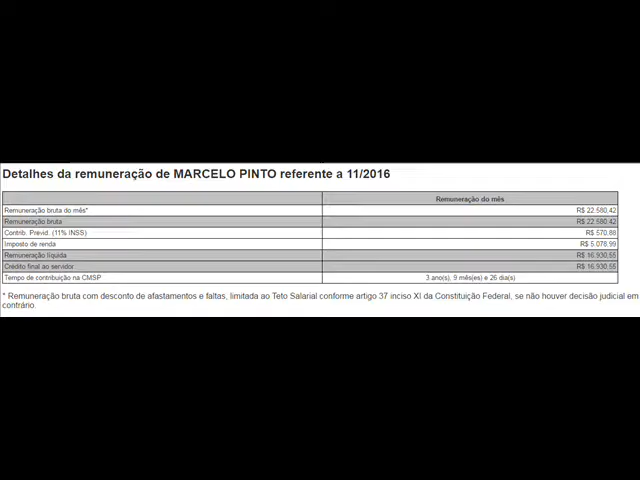 Detalhes da remuneração de MARCELO PINTO referente a 11/2016
Remuneração do mês
Remuneração bruta do mês* R$ 22.580,42
Remuneração bruta R$ 22.580,42
Contrib. Previd. (11% INSS) R$ 570,88
Imposto de renda R$ 5.078,99
Remuneração líquida R$ 16.930,55
Crédito final ao servidor R$ 16.930,55
Tempo de contribuição na CMSP 3 ano(s), 9 mês(es) e 26 dia(s)
* Remuneração bruta com desconto de afastamentos e faltas, limitada ao Teto Salarial conforme artigo 37 inciso XI da Constituição Federal, se não houver decisão judicial em
contrário.